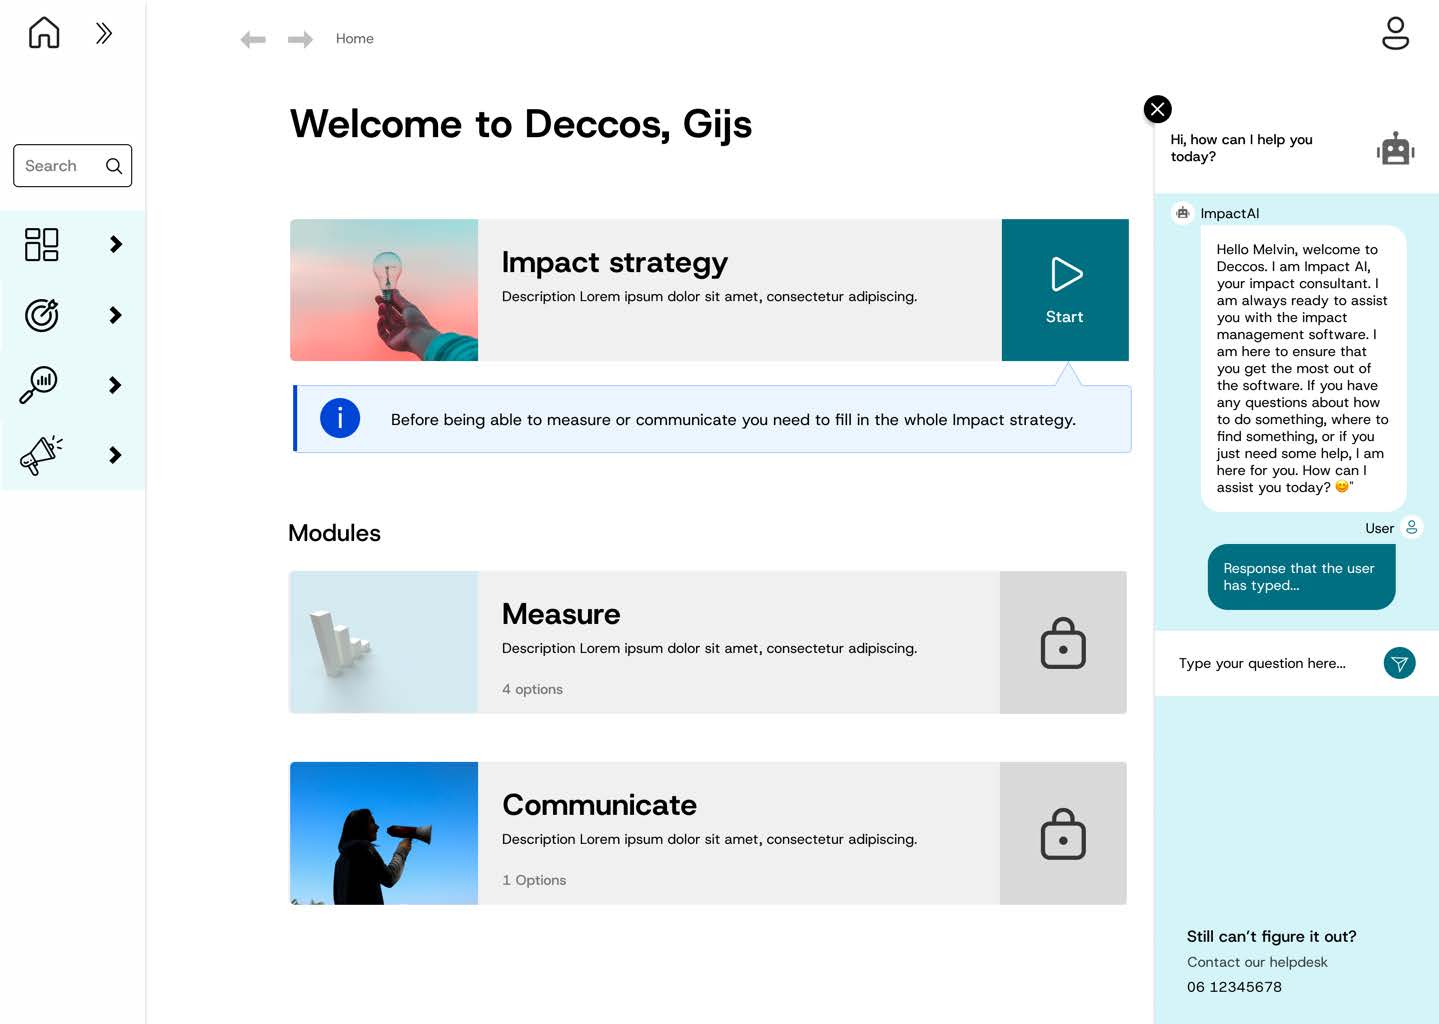 Home
Welcome to Deccos, Gijs
Search
Impact strategy
Description Lorem ipsum dolor sit amet, consectetur adipiscing.
Start
i
Before being able to measure or communicate you need to fill in the whole Impact strategy.
Modules
Measure
Description Lorem ipsum dolor sit amet, consectetur adipiscing.
4 options
Communicate
Description Lorem ipsum dolor sit amet, consectetur adipiscing.
1 Options
Hi, how can I help you
today?
ImpactAI
Hello Melvin, welcome to
Deccos. I am Impact AI,
your impact consultant. I
am always ready to assist
you with the impact
management software. I
am here to ensure that
you get the most out of
the software. If you have
any questions about how
to do something, where to
find something, or if you
just need some help, I am
here for you. How can I
assist you today? 😊"
User
Response that the user
has typed...
Type your question here...
Still can't figure it out?
Contact our helpdesk
06 12345678